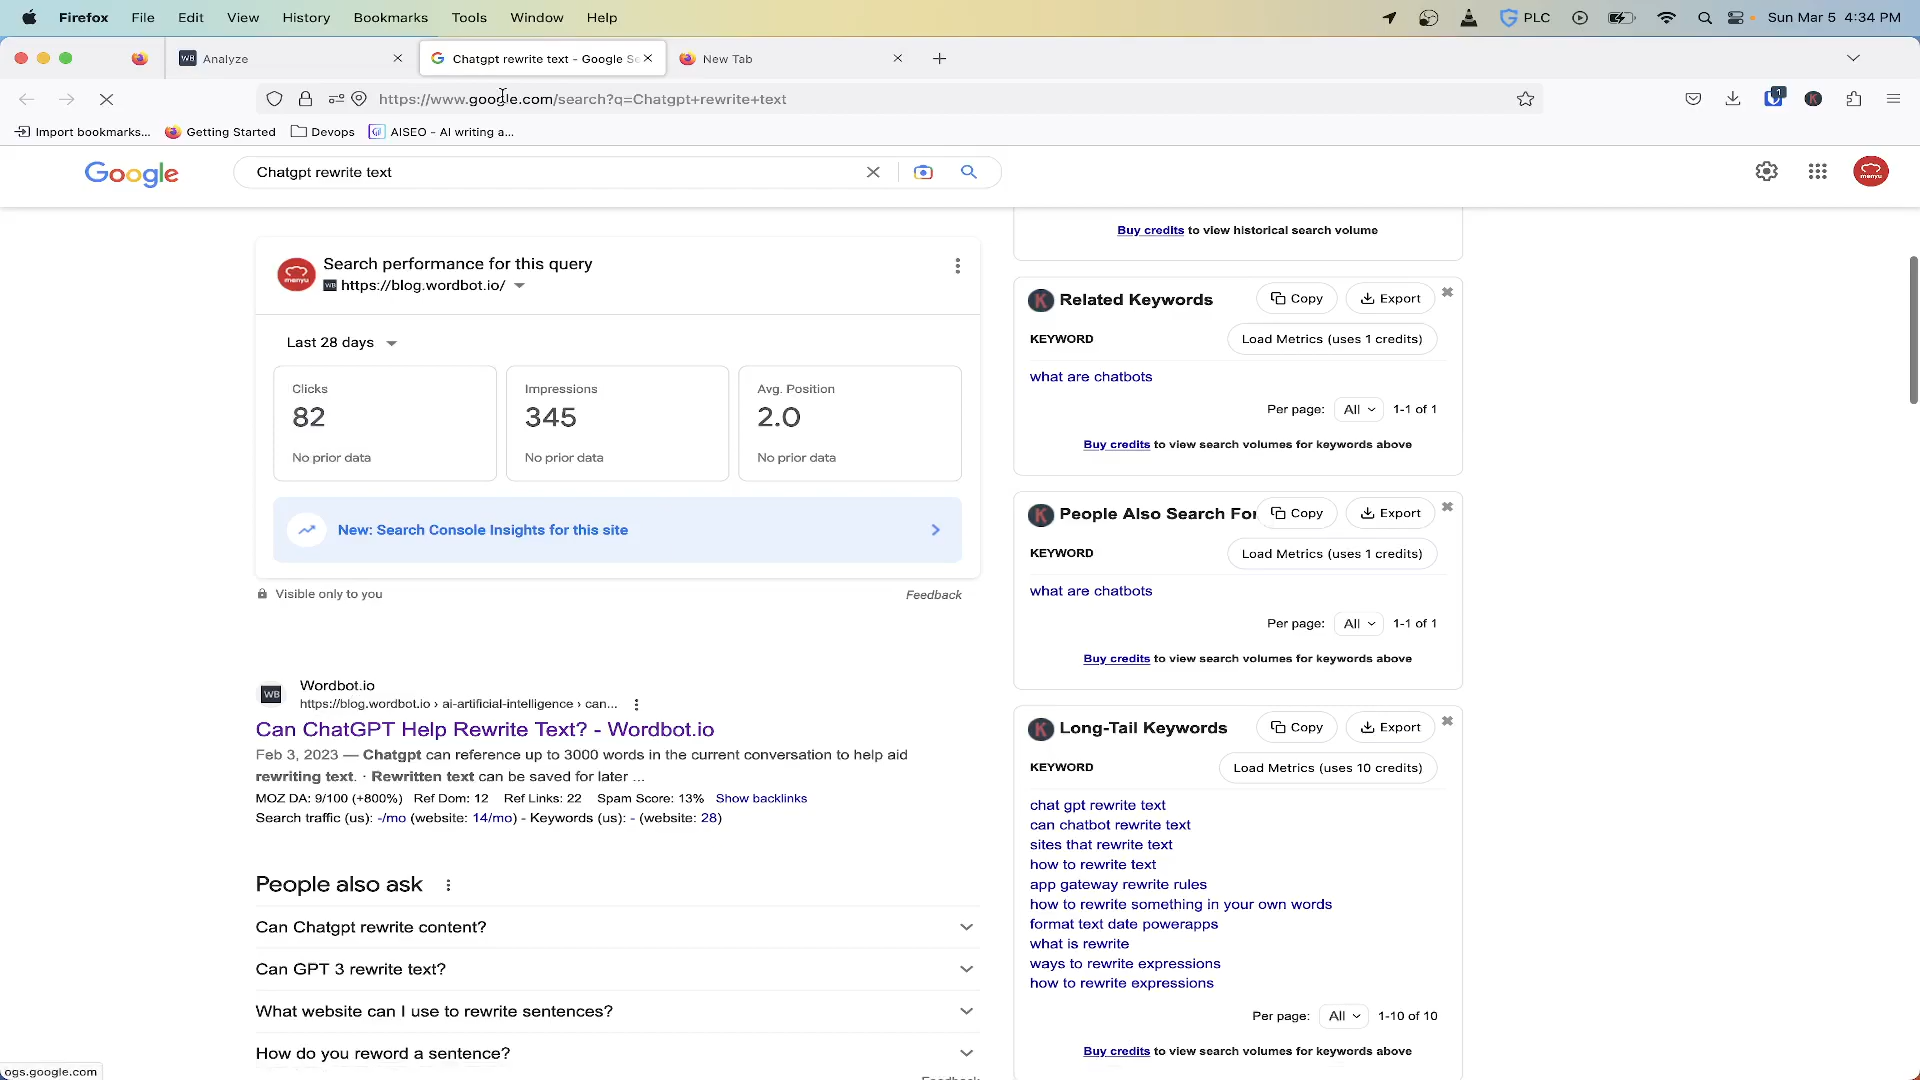 Firefox File Edit View History Bookmarks Tools Window Help PLC Sun Mar 5 4:34 PM
WB Analyze Chatgpt rewrite text - Google Se New Tab
https://www.google.com/search?q=Chatgpt+rewrite+text 1 K
Import bookmarks... Getting Started Devops AISEO - AI writing a...
Google Chatgpt rewrite text menyu
Search performance for this query
menyu WB https://blog.wordbot.io/
Last 28 days
Clicks Impressions Avg. Position
82 345 2.0
No prior data No prior data No prior data
New: Search Console Insights for this site
Visible only to you Feedback
WB Wordbot.io
https://blog.wordbot.io › ai-artificial-intelligence › can...
Can ChatGPT Help Rewrite Text? - Wordbot.io
Feb 3, 2023 — Chatgpt can reference up to 3000 words in the current conversation to help aid
rewriting text. · Rewritten text can be saved for later ...
MOZ DA: 9/100 (+800%) Ref Dom: 12 Ref Links: 22 Spam Score: 13% Show backlinks
Search traffic (us): -/mo (website: 14/mo) - Keywords (us): - (website: 28)
People also ask
Can Chatgpt rewrite content?
Can GPT 3 rewrite text?
What website can I use to rewrite sentences?
How do you reword a sentence?
ogs.google.com
Buy credits to view historical search volume
K Related Keywords Copy Export
KEYWORD Load Metrics (uses 1 credits)
what are chatbots
Per page: All 1-1 of 1
Buy credits to view search volumes for keywords above
K People Also Search For Copy Export
KEYWORD Load Metrics (uses 1 credits)
what are chatbots
Per page: All 1-1 of 1
Buy credits to view search volumes for keywords above
K Long-Tail Keywords Copy Export
KEYWORD Load Metrics (uses 10 credits)
chat gpt rewrite text
can chatbot rewrite text
sites that rewrite text
how to rewrite text
app gateway rewrite rules
how to rewrite something in your own words
format text date powerapps
what is rewrite
ways to rewrite expressions
how to rewrite expressions
Per page: All 1-10 of 10
Buy credits to view search volumes for keywords above